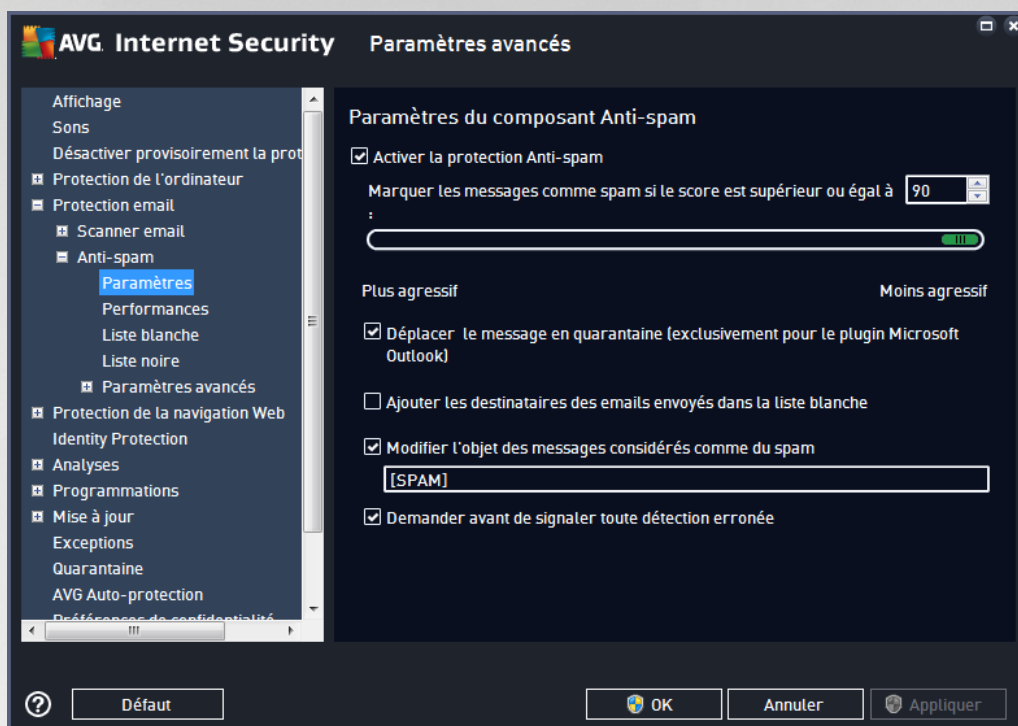 AVG. Internet Security
Paramètres avancés
Affichage
Sons
Désactiver provisoirement la prot
Protection de l'ordinateur
Protection email
Scanner email
Anti-spam
Paramètres
Performances
Liste blanche
Liste noire
Paramètres avancés
Protection de la navigation Web
Identity Protection
Analyses
Programmations
Mise à jour
Exceptions
Quarantaine
AVG Auto-protection
Préférences de confidentialité
Paramètres du composant Anti-spam
Activer la protection Anti-spam
Marquer les messages comme spam si le score est supérieur ou égal à 90
:
Plus agressif
Moins agressif
Déplacer le message en quarantaine (exclusivement pour le plugin Microsoft
Outlook)
Ajouter les destinataires des emails envoyés dans la liste blanche
Modifier l'objet des messages considérés comme du spam
[SPAM]
Demander avant de signaler toute détection erronée
Défaut
OK
Annuler
Appliquer